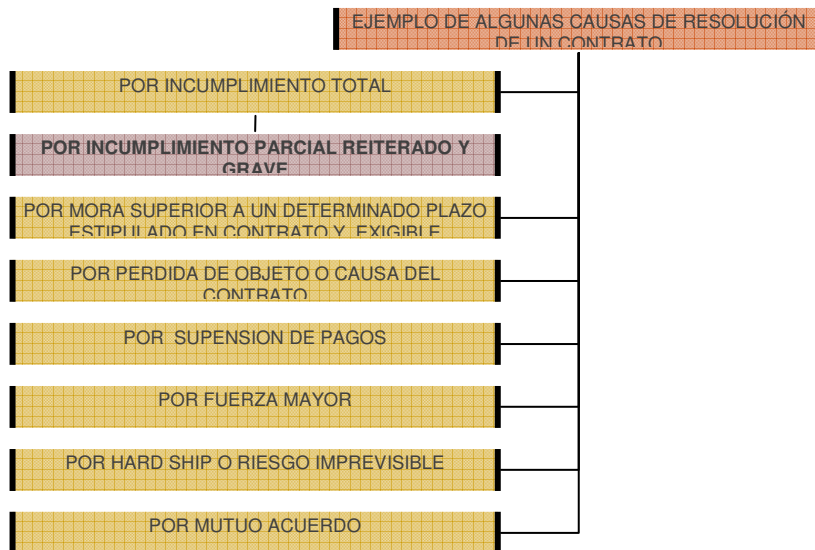 EJEMPLO DE ALGUNAS CAUSAS DE RESOLUCIÓN
DE UN CONTRATO
POR INCUMPLIMIENTO TOTAL
POR INCUMPLIMIENTO PARCIAL REITERADO Y
GRAVE
POR MORA SUPERIOR A UN DETERMINADO PLAZO
ESTIPULADO EN CONTRATO Y EXIGIBLE
POR PERDIDA DE OBJETO O CAUSA DEL
CONTRATO
POR SUPENSION DE PAGOS
POR FUERZA MAYOR
POR HARD SHIP O RIESGO IMPREVISIBLE
POR MUTUO ACUERDO